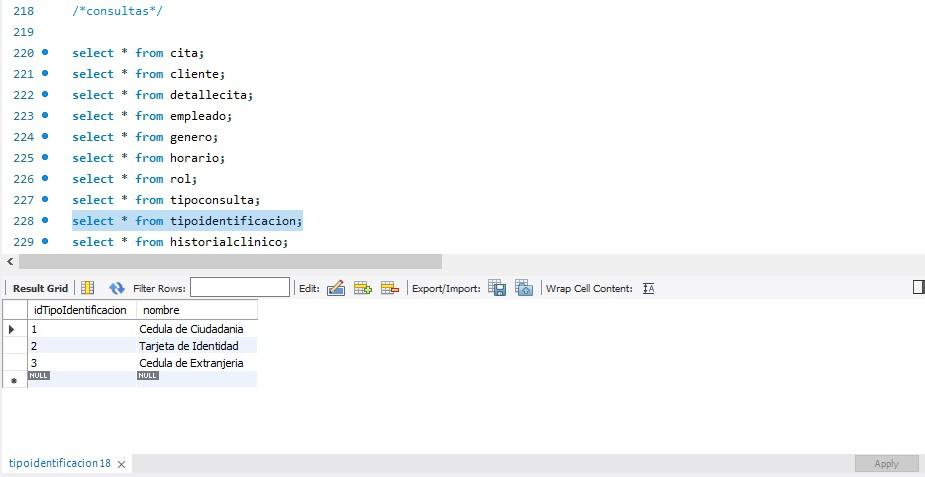 218 /*consultas*/
219
220 select * from cita;
221 select * from cliente;
222 select * from detallecita;
223 select * from empleado;
224 select * from genero;
225 select * from horario;
226 select * from rol;
227 select * from tipoconsulta;
228 select * from tipoidentificacion;
229 select * from historialclinico;
Result Grid Filter Rows: Edit: Export/Import: Wrap Cell Content:
idTipoIdentificacion nombre
1 Cedula de Ciudadania
2 Tarjeta de Identidad
3 Cedula de Extranjeria
NULL NULL
tipoidentificacion 18 Apply